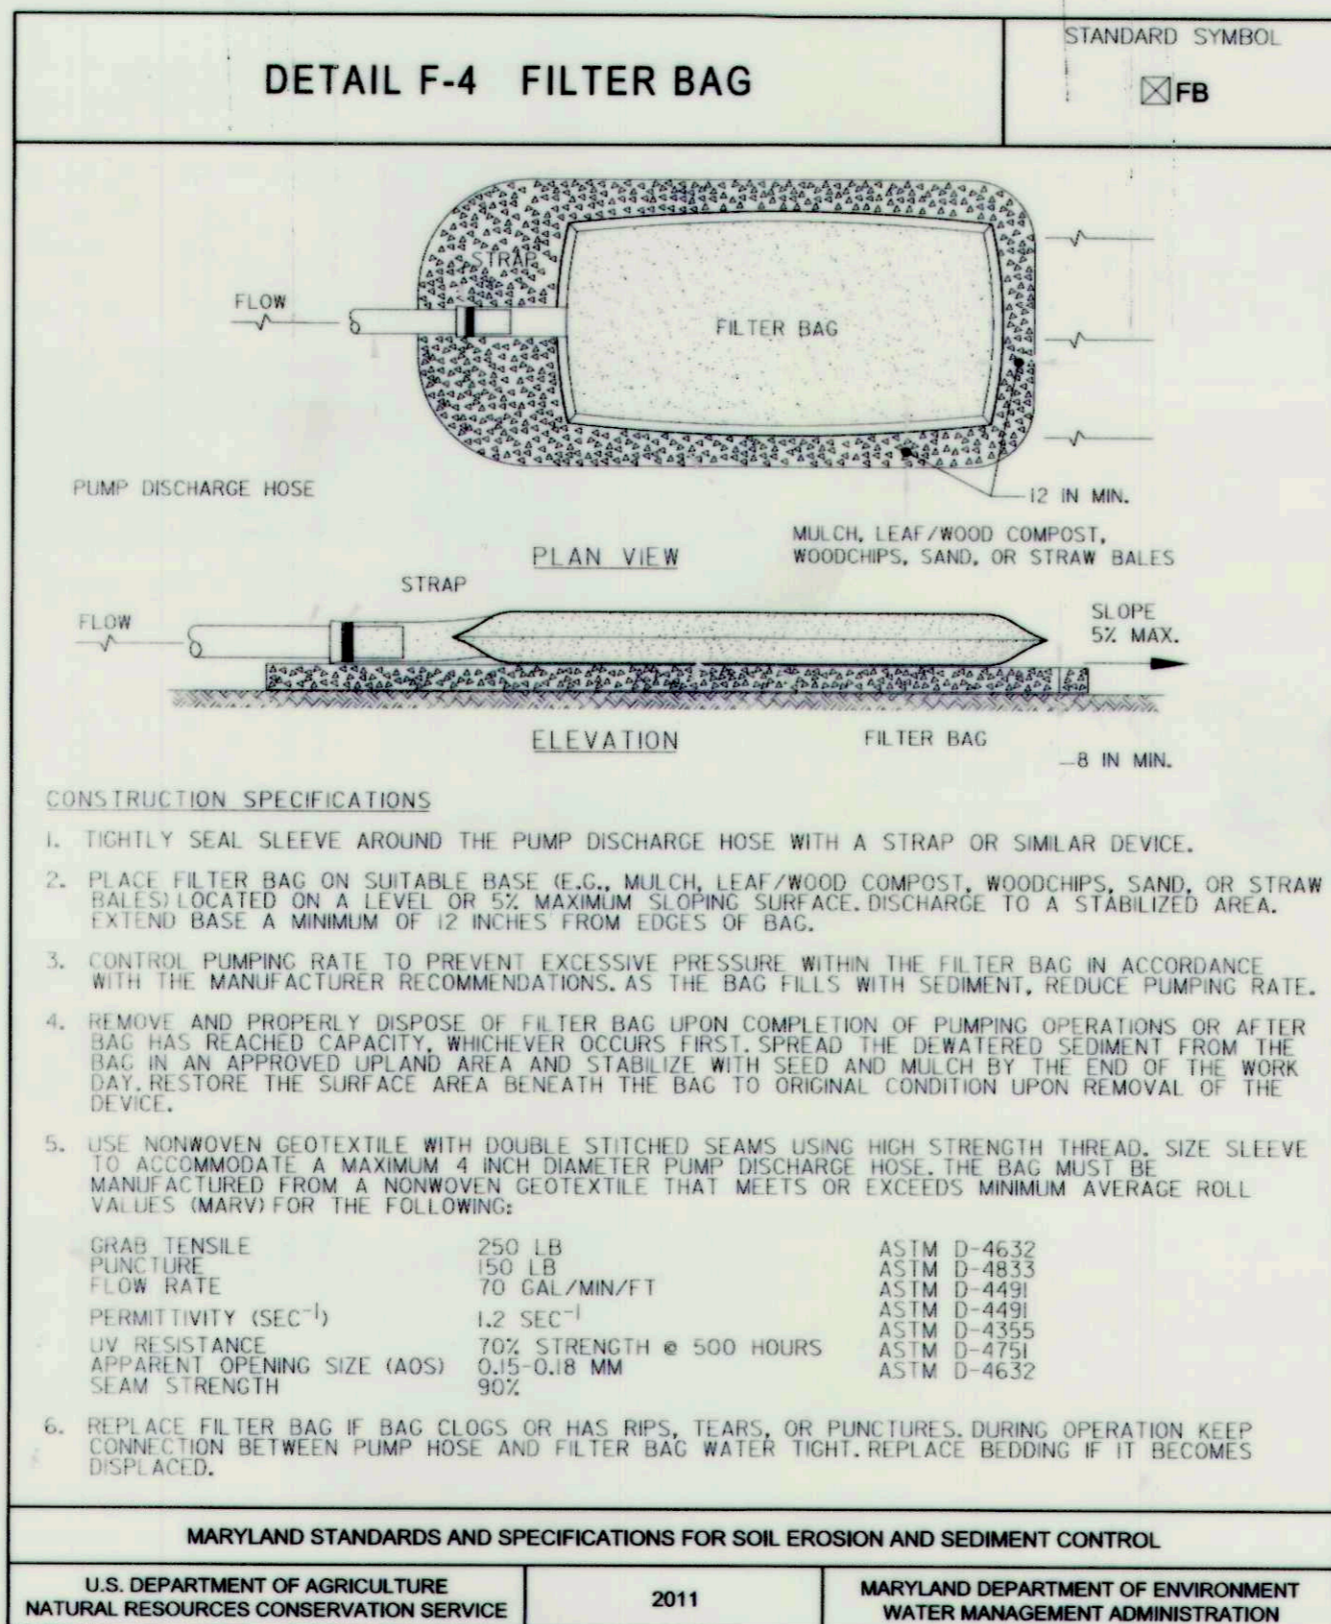 DETAIL F-4 FILTER BAG
STANDARD SYMBOL
FB
STRAP
FLOW
FILTER BAG
PUMP DISCHARGE HOSE
12 IN MIN.
MULCH, LEAF/WOOD COMPOST,
WOODCHIPS, SAND, OR STRAW BALES
PLAN VIEW
STRAP
FLOW
SLOPE
5% MAX.
ELEVATION
FILTER BAG
8 IN MIN.
CONSTRUCTION SPECIFICATIONS
1. TIGHTLY SEAL SLEEVE AROUND THE PUMP DISCHARGE HOSE WITH A STRAP OR SIMILAR DEVICE.
2. PLACE FILTER BAG ON SUITABLE BASE (E.G., MULCH, LEAF/WOOD COMPOST, WOODCHIPS, SAND, OR STRAW
BALES) LOCATED ON A LEVEL OR 5% MAXIMUM SLOPING SURFACE. DISCHARGE TO A STABILIZED AREA.
EXTEND BASE A MINIMUM OF 12 INCHES FROM EDGES OF BAG.
3. CONTROL PUMPING RATE TO PREVENT EXCESSIVE PRESSURE WITHIN THE FILTER BAG IN ACCORDANCE
WITH THE MANUFACTURER RECOMMENDATIONS. AS THE BAG FILLS WITH SEDIMENT, REDUCE PUMPING RATE.
4. REMOVE AND PROPERLY DISPOSE OF FILTER BAG UPON COMPLETION OF PUMPING OPERATIONS OR AFTER
BAG HAS REACHED CAPACITY, WHICHEVER OCCURS FIRST. SPREAD THE DEWATERED SEDIMENT FROM THE
BAG IN AN APPROVED UPLAND AREA AND STABILIZE WITH SEED AND MULCH BY THE END OF THE WORK
DAY. RESTORE THE SURFACE AREA BENEATH THE BAG TO ORIGINAL CONDITION UPON REMOVAL OF THE
DEVICE.
5. USE NONWOVEN GEOTEXTILE WITH DOUBLE STITCHED SEAMS USING HIGH STRENGTH THREAD. SIZE SLEEVE
TO ACCOMMODATE A MAXIMUM 4 INCH DIAMETER PUMP DISCHARGE HOSE. THE BAG MUST BE
MANUFACTURED FROM A NONWOVEN GEOTEXTILE THAT MEETS OR EXCEEDS MINIMUM AVERAGE ROLL
VALUES (MARV) FOR THE FOLLOWING:
GRAB TENSILE 250 LB ASTM D-4632
PUNCTURE 150 LB ASTM D-4833
FLOW RATE 70 GAL/MIN/FT ASTM D-4491
PERMITTIVITY (SEC⁻¹) 1.2 SEC⁻¹ ASTM D-4491
UV RESISTANCE 70% STRENGTH @ 500 HOURS ASTM D-4355
APPARENT OPENING SIZE (AOS) 0.15-0.18 MM ASTM D-4751
SEAM STRENGTH 90% ASTM D-4632
6. REPLACE FILTER BAG IF BAG CLOGS OR HAS RIPS, TEARS, OR PUNCTURES. DURING OPERATION KEEP
CONNECTION BETWEEN PUMP HOSE AND FILTER BAG WATER TIGHT. REPLACE BEDDING IF IT BECOMES
DISPLACED.
MARYLAND STANDARDS AND SPECIFICATIONS FOR SOIL EROSION AND SEDIMENT CONTROL
U.S. DEPARTMENT OF AGRICULTURE
NATURAL RESOURCES CONSERVATION SERVICE
2011
MARYLAND DEPARTMENT OF ENVIRONMENT
WATER MANAGEMENT ADMINISTRATION